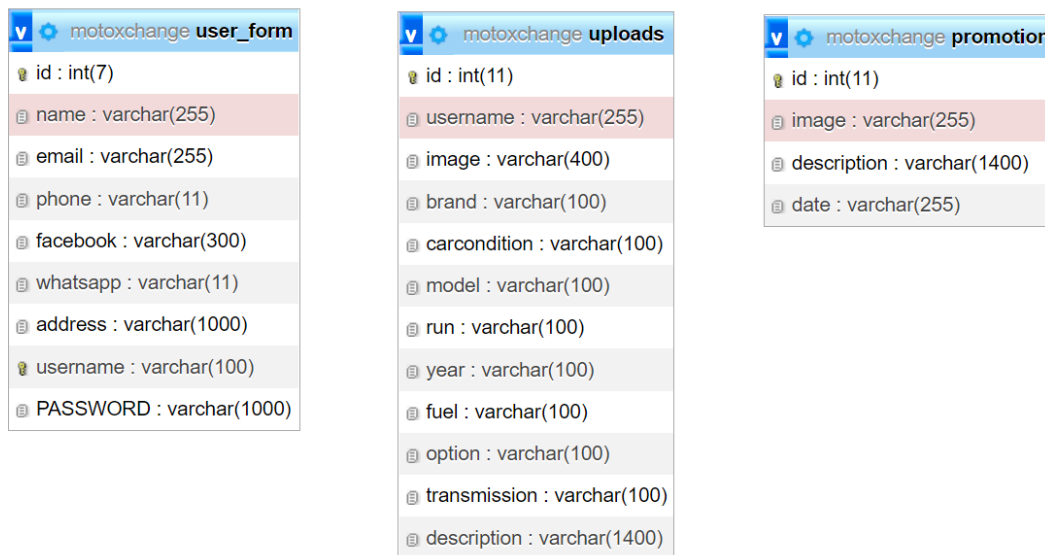 v motoxchange user_form
id : int(7)
name : varchar(255)
email : varchar(255)
phone : varchar(11)
facebook : varchar(300)
whatsapp : varchar(11)
address : varchar(1000)
username : varchar(100)
PASSWORD : varchar(1000)
v motoxchange uploads
id : int(11)
username : varchar(255)
image : varchar(400)
brand : varchar(100)
carcondition : varchar(100)
model : varchar(100)
run : varchar(100)
year : varchar(100)
fuel : varchar(100)
option : varchar(100)
transmission : varchar(100)
description : varchar(1400)
v motoxchange promotion
id : int(11)
image : varchar(255)
description : varchar(1400)
date : varchar(255)